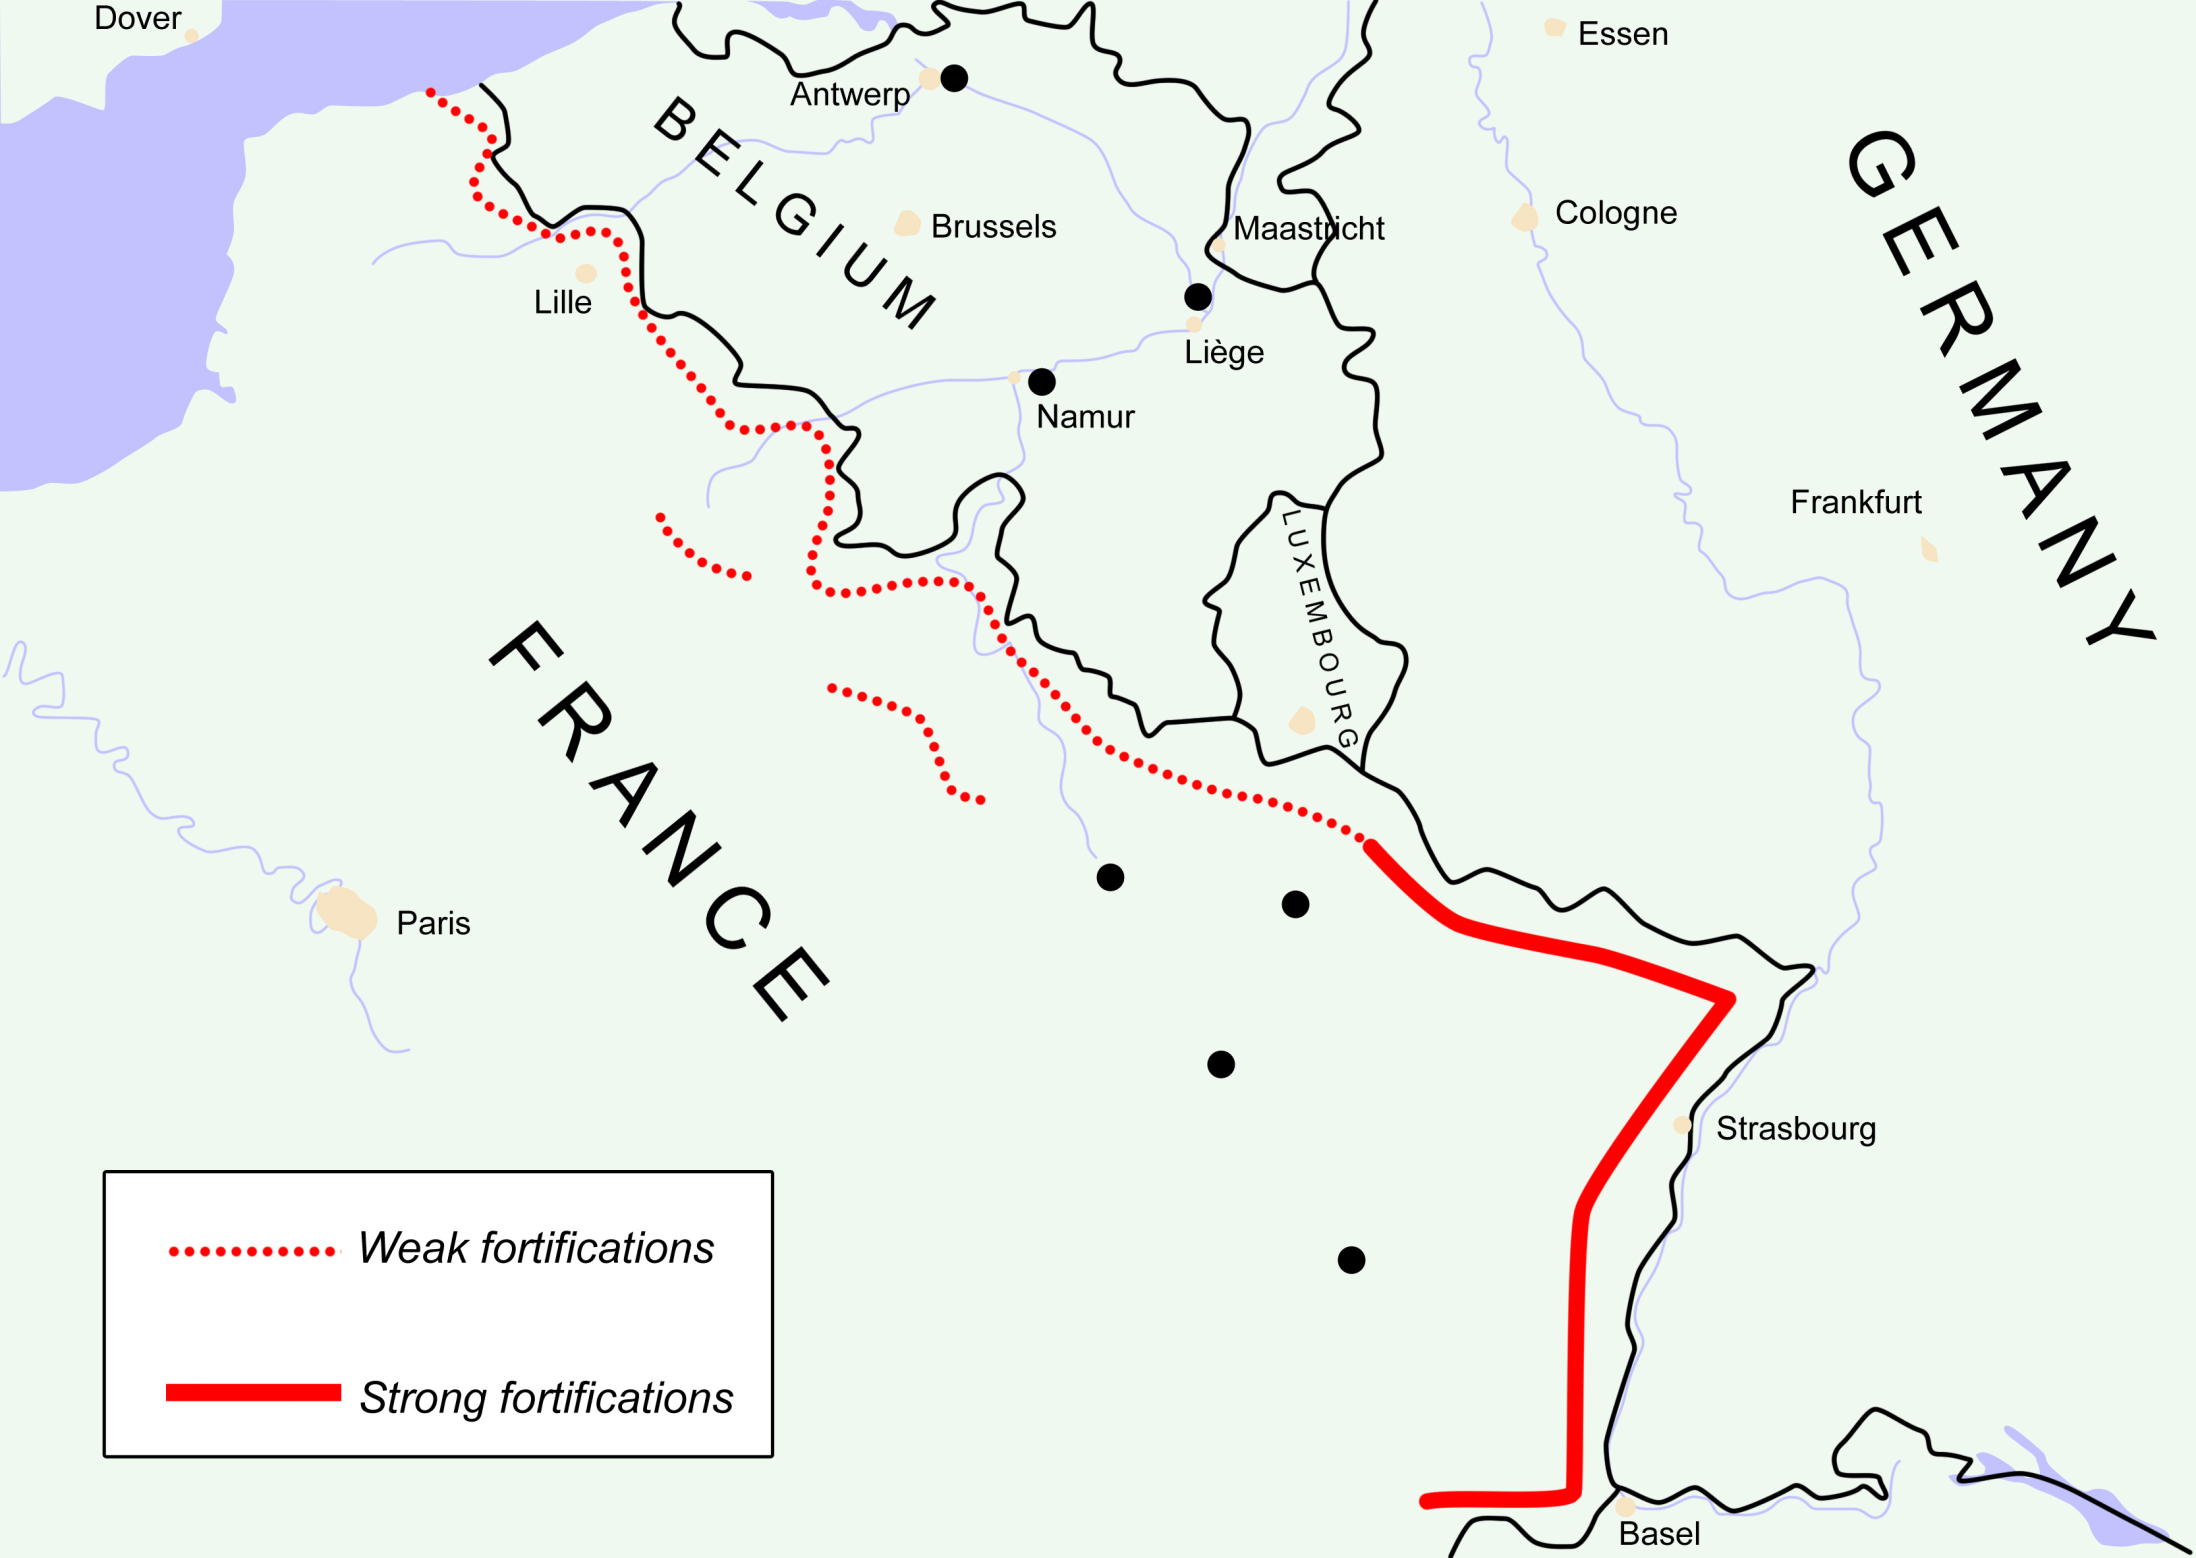 Dover
Essen
Antwerp
BELGIUM
GERMANY
Cologne
Brussels
Maastricht
Lille
Liège
Namur
Frankfurt
LUXEMBOURG
FRANCE
Paris
Strasbourg
Weak fortifications
Strong fortifications
Basel